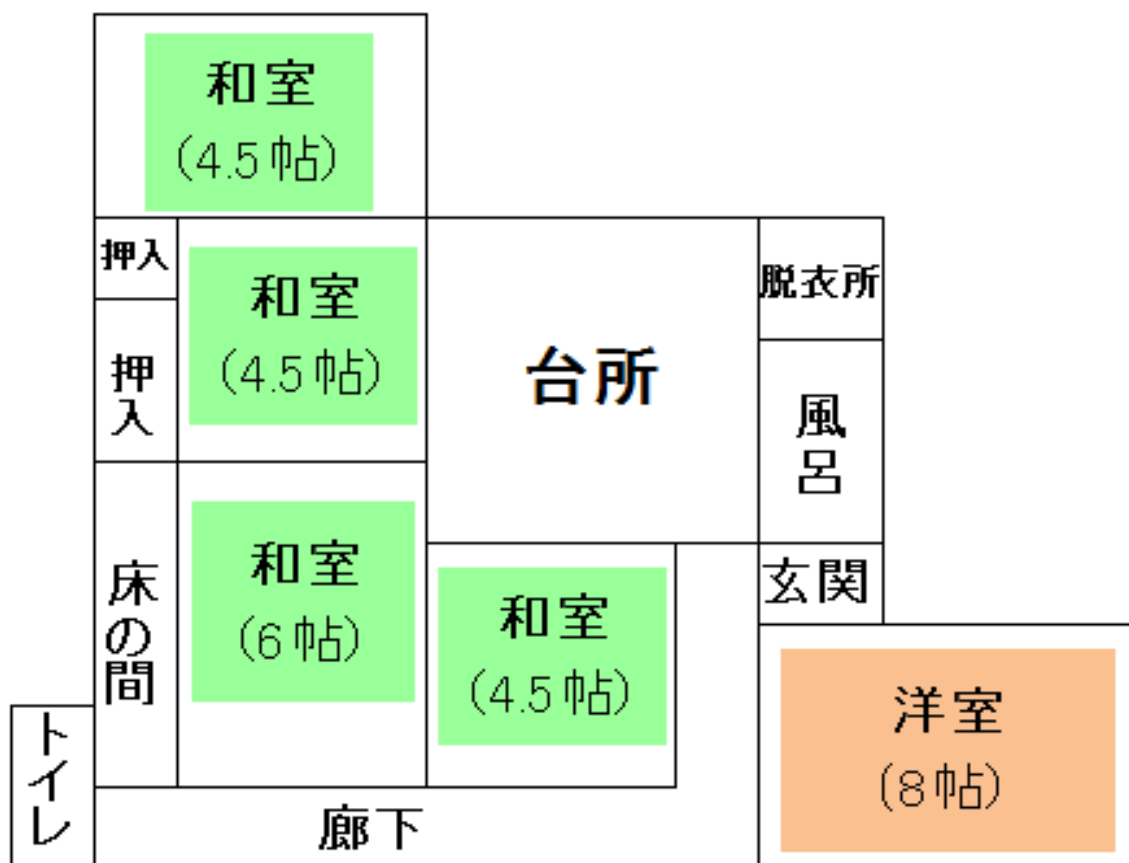 和室
(4.5帖)
押入
和室
(4.5帖)
押入
台所
脱衣所
風呂
床の間
和室
(6帖)
和室
(4.5帖)
玄関
洋室
(8帖)
トイレ
廊下